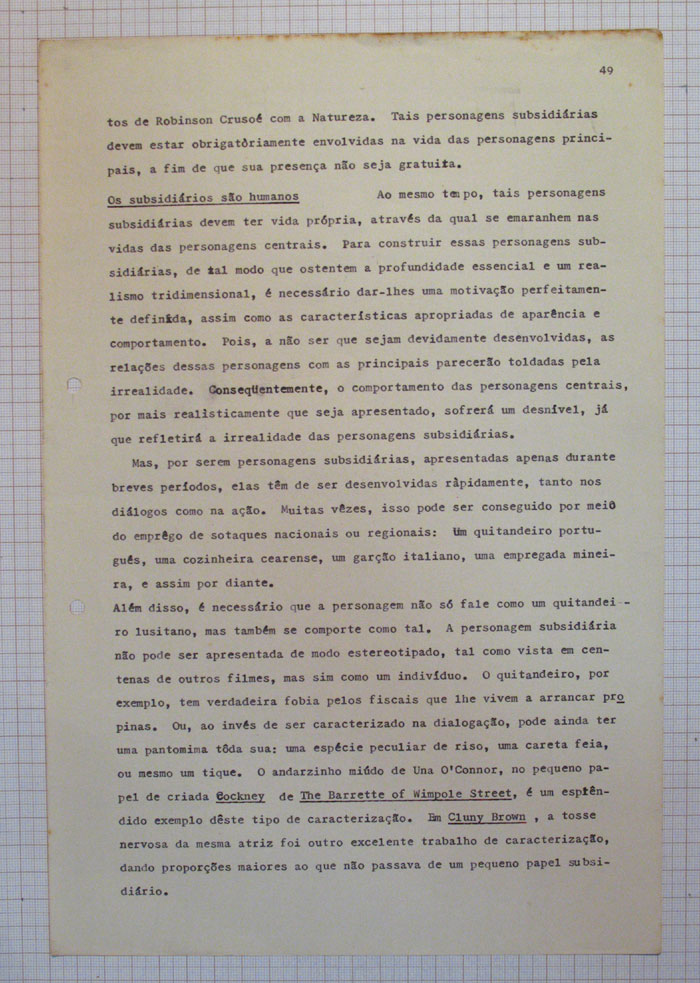 49
tos de Robinson Crusoé com a Natureza. Tais personagens subsidiárias
devem estar obrigatòriamente envolvidas na vida das personagens princi-
pais, a fim de que sua presença não seja gratuita.
Os subsidiários são humanos Ao mesmo tempo, tais personagens
subsidiárias devem ter vida própria, através da qual se emaranhem nas
vidas das personagens centrais. Para construir essas personagens sub-
sidiárias, de tal modo que ostentem a profundidade essencial e um rea-
lismo tridimensional, é necessário dar-lhes uma motivação perfeitamen-
te definida, assim como as características apropriadas de aparência e
comportamento. Pois, a não ser que sejam devidamente desenvolvidas, as
relações dessas personagens com as principais parecerão toldadas pela
irrealidade. Conseqüentemente, o comportamento das personagens centrais,
por mais realìsticamente que seja apresentado, sofrerá um desnível, já
que refletirá a irrealidade das personagens subsidiárias.
Mas, por serem personagens subsidiárias, apresentadas apenas durante
breves períodos, elas têm de ser desenvolvidas ràpidamente, tanto nos
diálogos como na ação. Muitas vêzes, isso pode ser conseguido por meio
do emprêgo de sotaques nacionais ou regionais: Um quitandeiro portu-
guês, uma cozinheira cearense, um garção italiano, uma empregada minei-
ra, e assim por diante.
Além disso, é necessário que a personagem não só fale como um quitandei-
ro lusitano, mas também se comporte como tal. A personagem subsidiária
não pode ser apresentada de modo estereotipado, tal como vista em cen-
tenas de outros filmes, mas sim como um indivíduo. O quitandeiro, por
exemplo, tem verdadeira fobia pelos fiscais que lhe vivem a arrancar pro
pinas. Ou, ao invés de ser caracterizado na dialogação, pode ainda ter
uma pantomima tôda sua: uma espécie peculiar de riso, uma careta feia,
ou mesmo um tique. O andarzinho miúdo de Una O'Connor, no pequeno pa-
pel de criada Cockney de The Barrette of Wimpole Street, é um esplên-
dido exemplo dêste tipo de caracterização. Em Cluny Brown , a tosse
nervosa da mesma atriz foi outro excelente trabalho de caracterização,
dando proporções maiores ao que não passava de um pequeno papel subsi-
diário.